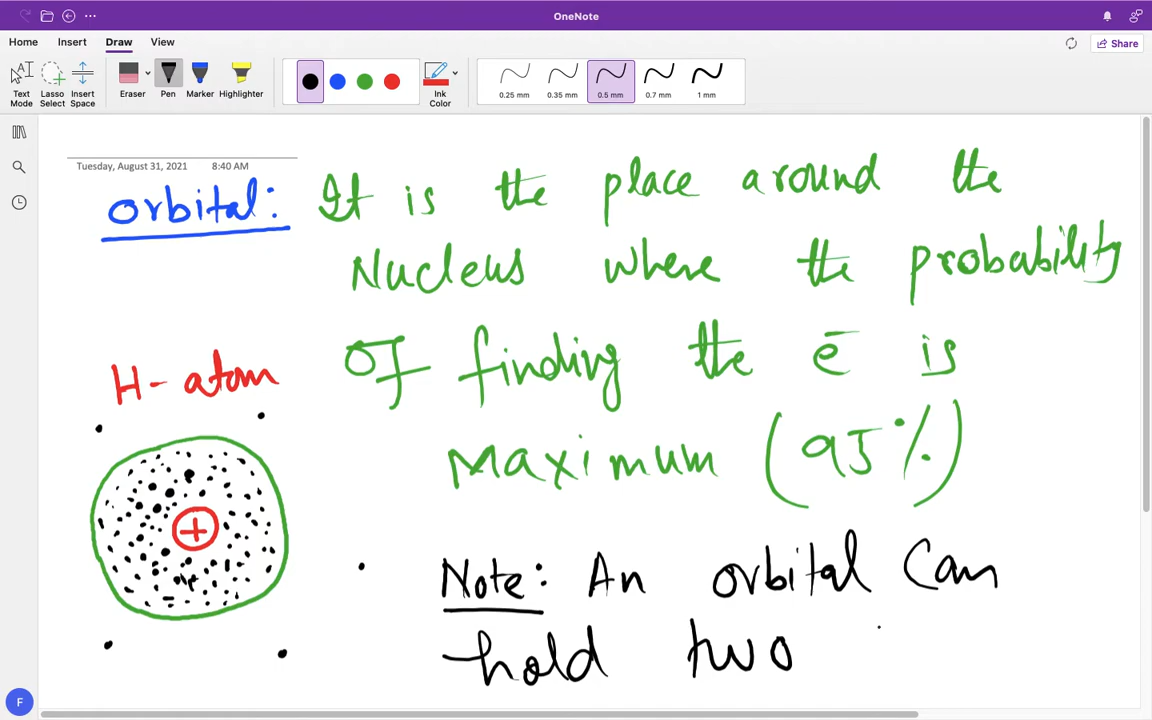 OneNote
Home Insert Draw View
Share
Text Mode
Lasso Select
Insert Space
Eraser
Pen
Marker
Highlighter
Ink Color
0.25 mm
0.35 mm
0.5 mm
0.7 mm
1 mm
Tuesday, August 31, 2021 8:40 AM
orbital: It is the place around the
Nucleus where the probability
Of finding the ē is
Maximum (95%)
H-atom
+
Note: An orbital Can
hold two
F